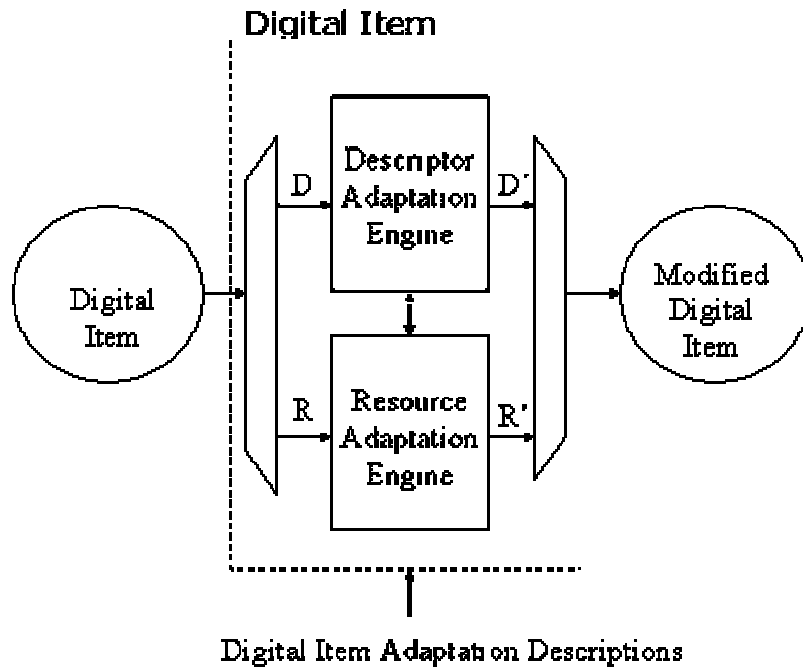 Digital Item
Descriptor
Adaptation
Engine
D
D´
Digital
Item
Modified
Digital
Item
Resource
Adaptation
Engine
R
R´
Digital Item Adaptation Descriptions